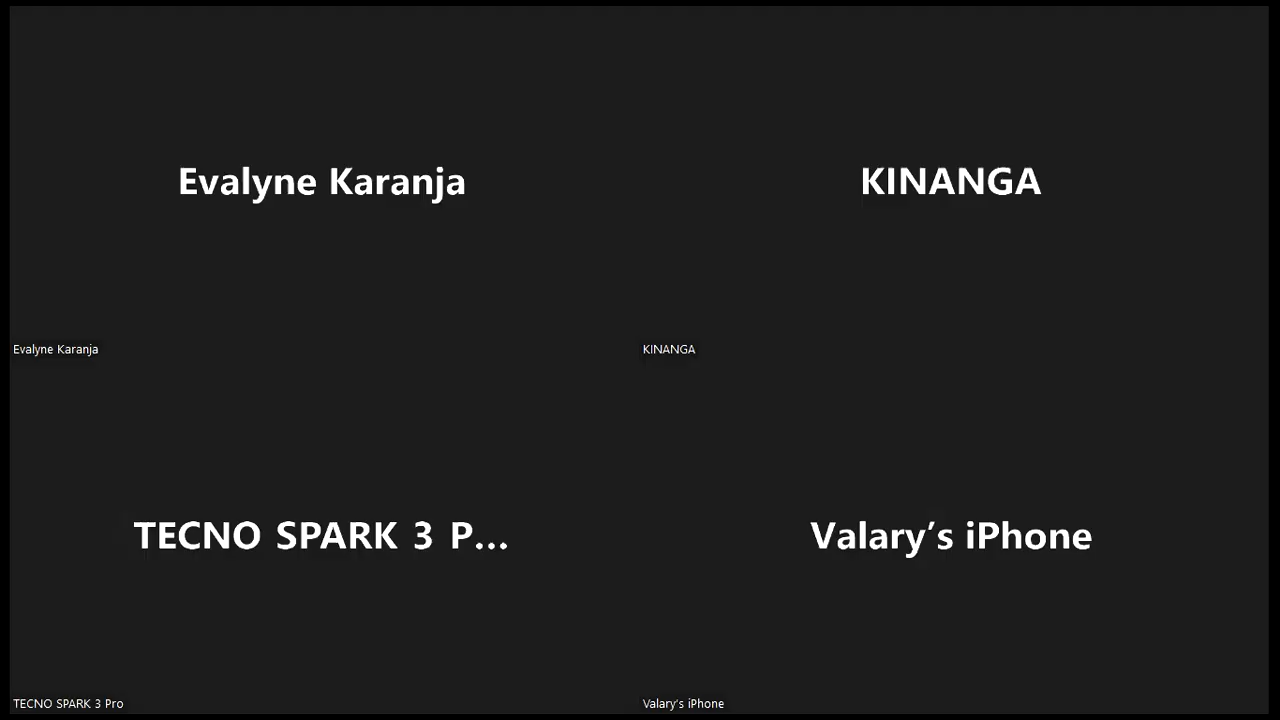 Evalyne Karanja
KINANGA
Evalyne Karanja
KINANGA
TECNO SPARK 3 P...
Valary’s iPhone
TECNO SPARK 3 Pro
Valary’s iPhone